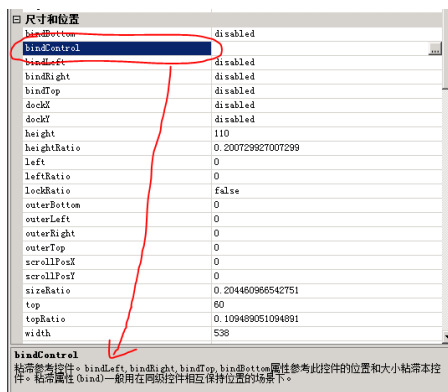 尺寸和位置
bindBottom disabled
bindControl ...
bindLeft disabled
bindRight disabled
bindTop disabled
dockX disabled
dockY disabled
height 110
heightRatio 0.200729927007299
left 0
leftRatio 0
lockRatio false
outerBottom 0
outerLeft 0
outerRight 0
outerTop 0
scrollPosX 0
scrollPosY 0
sizeRatio 0.204460966542751
top 60
topRatio 0.109489051094891
width 538
bindControl
粘滞参考控件。bindLeft,bindRight,bindTop,bindBottom属性参考此控件的位置和大小粘滞本控
件。粘滞属性(bind)一般用在同级控件相互保持位置的场景下。